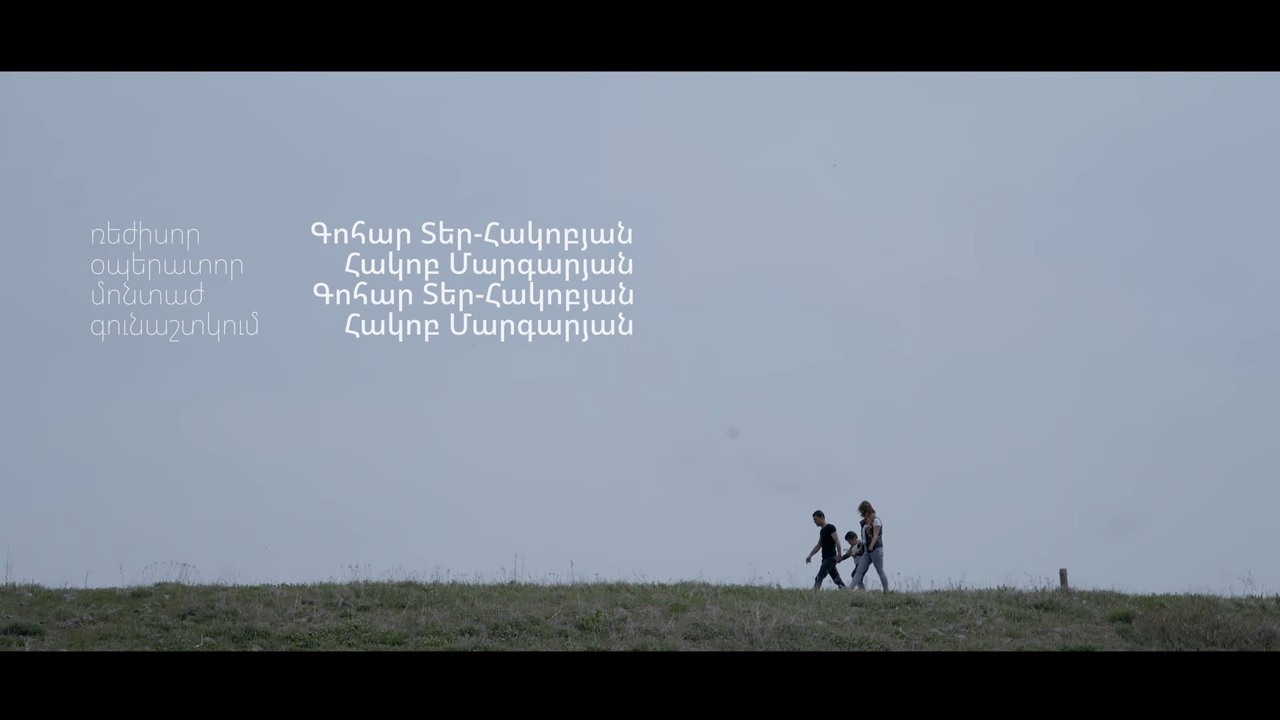 ռեժիսոր Գոհար Տեր-Հակոբյան
օպերատոր Հակոբ Մարգարյան
մոնտաժ Գոհար Տեր-Հակոբյան
գունաշտկում Հակոբ Մարգարյան